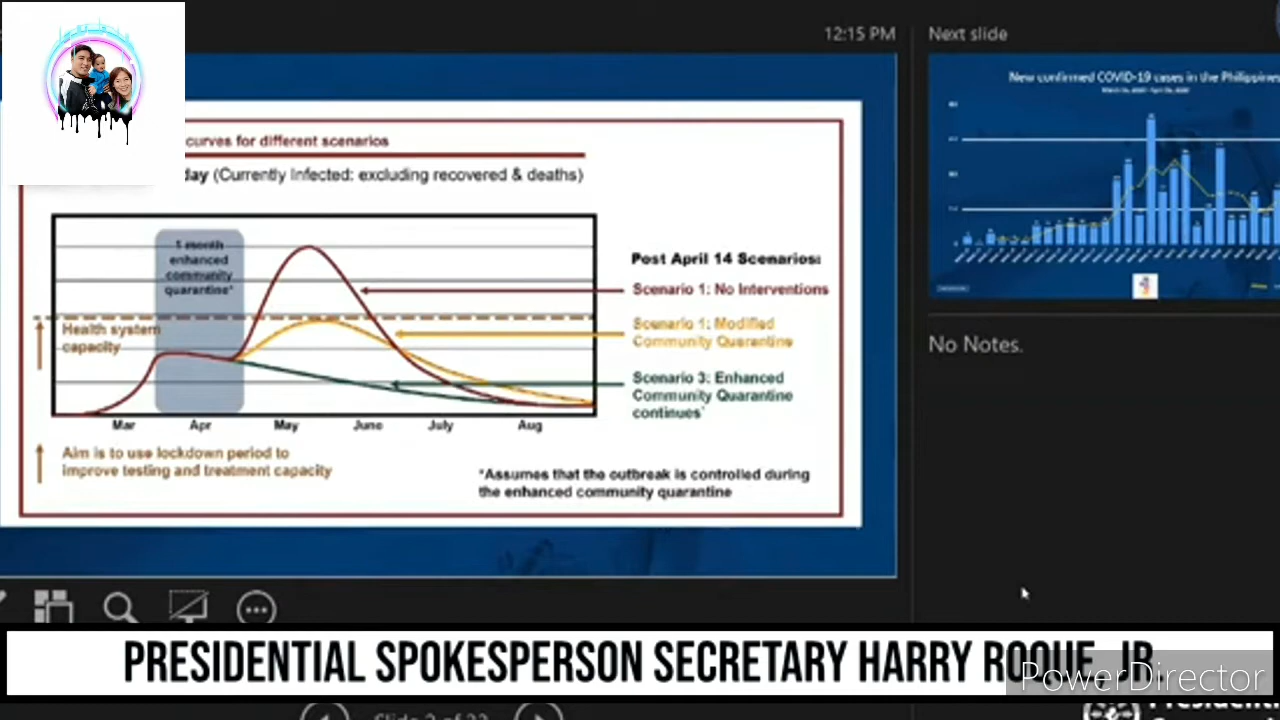 12:15 PM
Next slide
curves for different scenarios
day (Currently Infected: excluding recovered & deaths)
1 month
enhanced
community
quarantine*
Health system
capacity
Mar Apr May June July Aug
Post April 14 Scenarios:
Scenario 1: No Interventions
Scenario 1: Modified
Community Quarantine
Scenario 3: Enhanced
Community Quarantine
continues*
Aim is to use lockdown period to
improve testing and treatment capacity
*Assumes that the outbreak is controlled during
the enhanced community quarantine
New confirmed COVID-19 cases in the Philippines
No Notes.
PRESIDENTIAL SPOKESPERSON SECRETARY HARRY ROQUE, JR.
PowerDirector